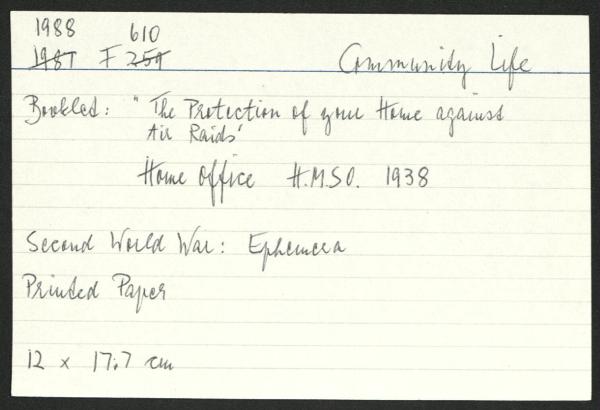 1988 610
1987 F 259
Community Life
Booklet: "The Protection of your Home against
Air Raids"
Home Office H.M.S.O. 1938
Second World War: Ephemera
Printed Paper
12 x 17.7 cm